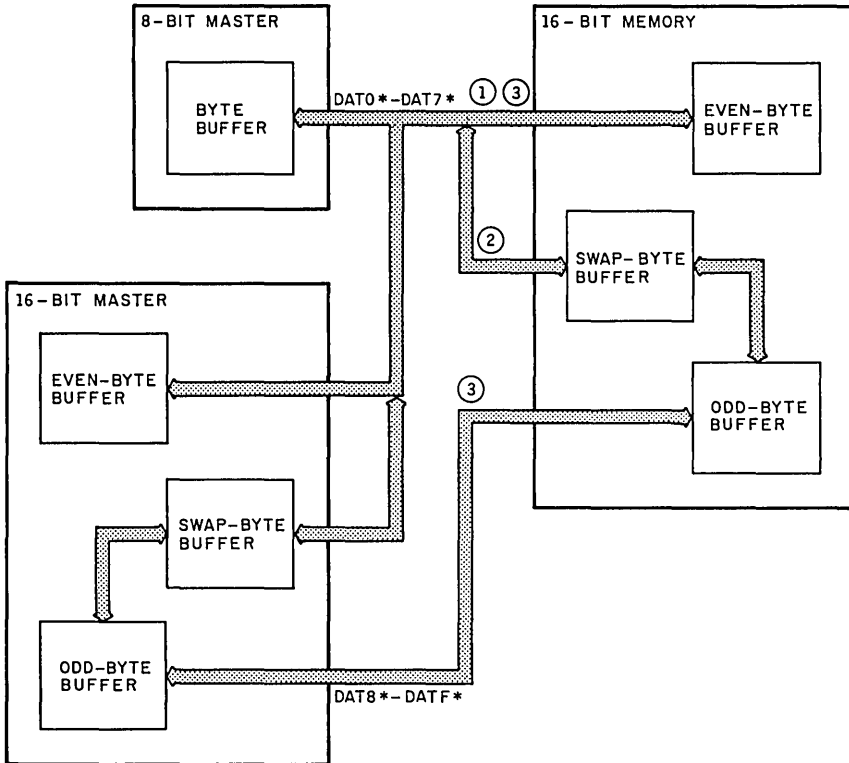 8-BIT MASTER
16-BIT MEMORY
BYTE
BUFFER
DAT0*-DAT7*
1
3
EVEN-BYTE
BUFFER
2
SWAP-BYTE
BUFFER
16-BIT MASTER
EVEN-BYTE
BUFFER
3
ODD-BYTE
BUFFER
SWAP-BYTE
BUFFER
ODD-BYTE
BUFFER
DAT8*-DATF*